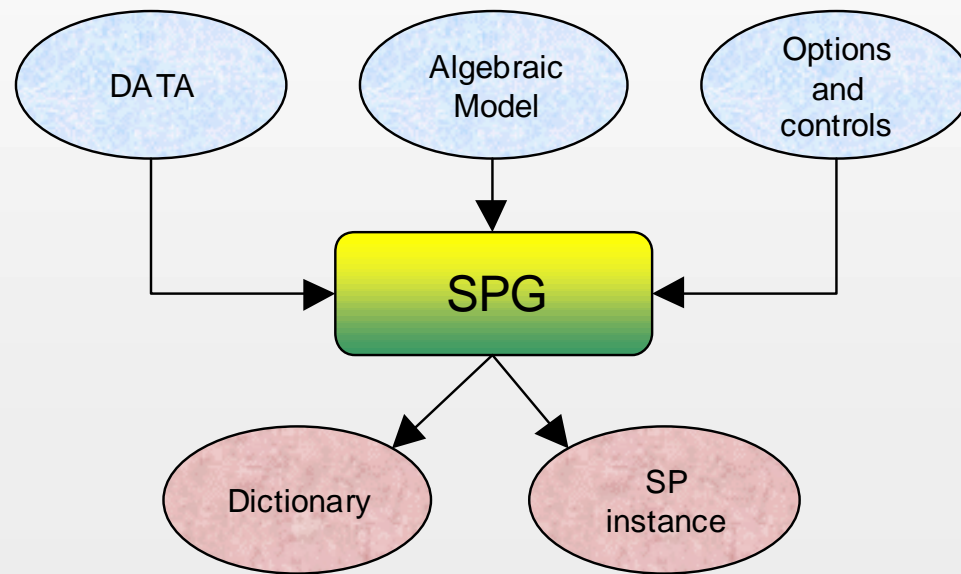 DATA
Algebraic
Model
Options
and
controls
SPG
Dictionary
SP
instance